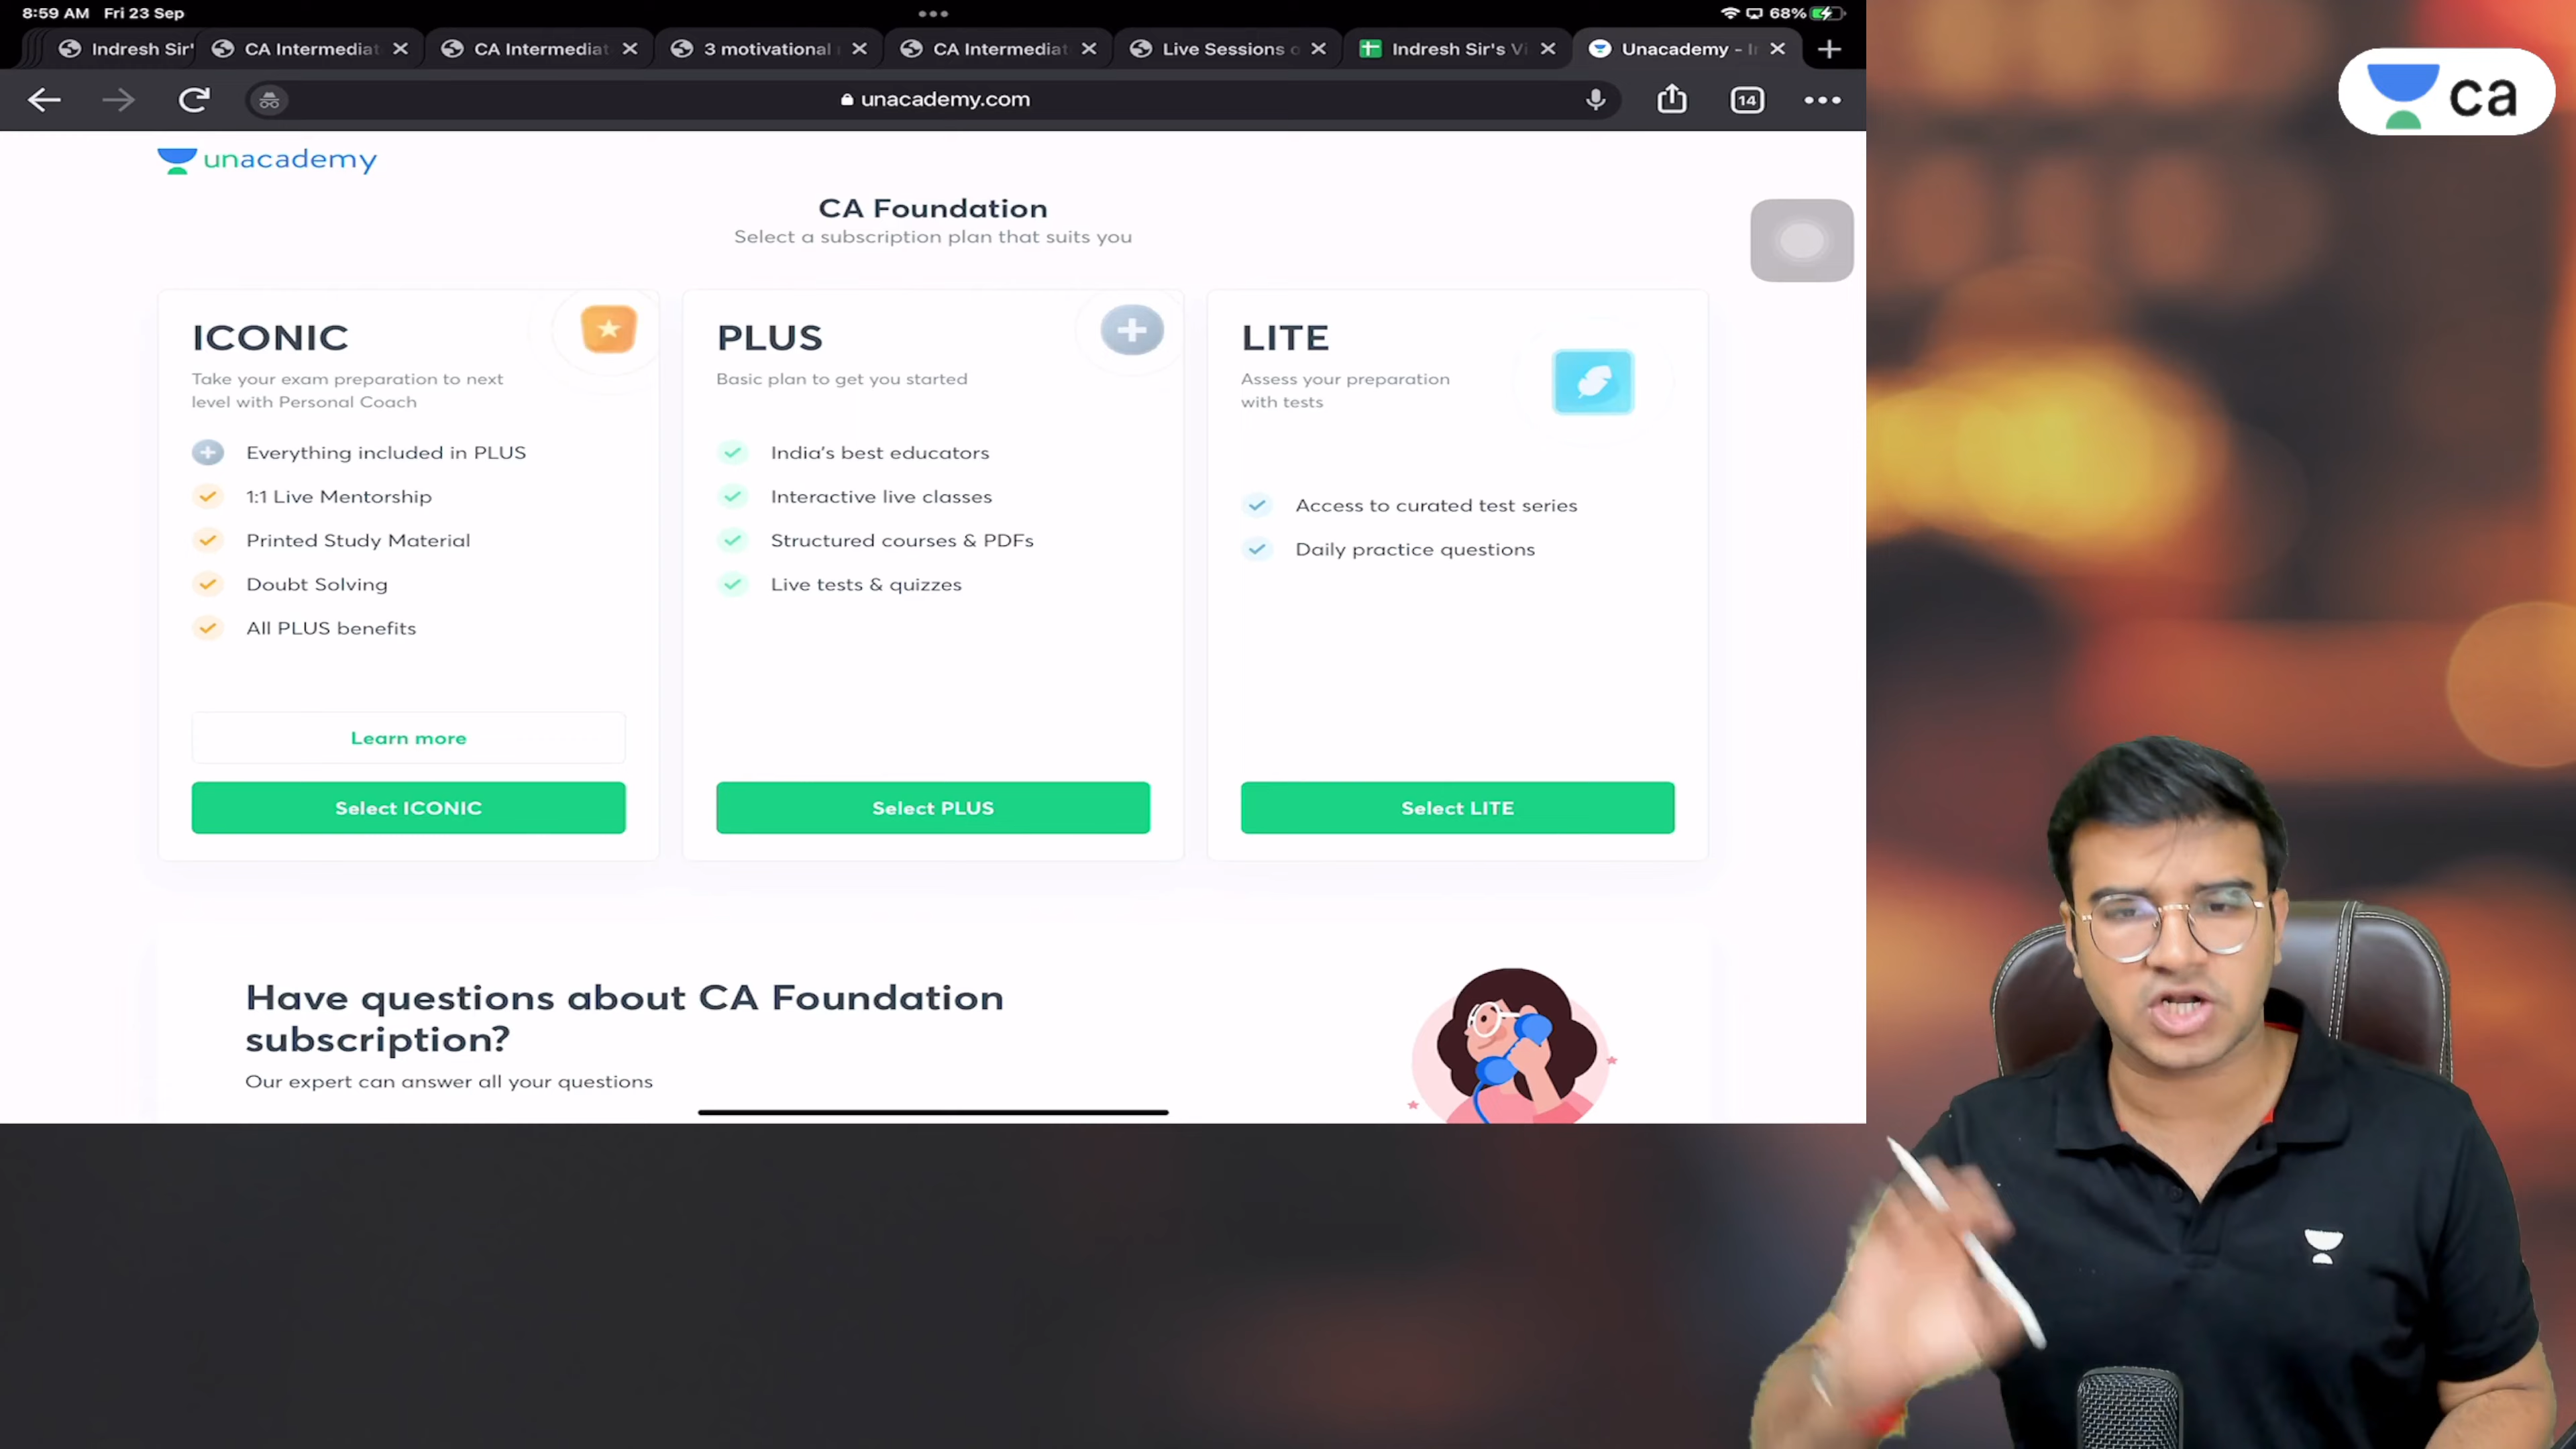 8:59 AM Fri 23 Sep
68%
Indresh Sir'
CA Intermediat
CA Intermediat
3 motivational
CA Intermediat
Live Sessions o
Indresh Sir's Vi
Unacademy - I
unacademy.com
14
ca
unacademy
CA Foundation
Select a subscription plan that suits you
ICONIC
Take your exam preparation to next
level with Personal Coach
Everything included in PLUS
1:1 Live Mentorship
Printed Study Material
Doubt Solving
All PLUS benefits
Learn more
Select ICONIC
PLUS
Basic plan to get you started
India's best educators
Interactive live classes
Structured courses & PDFs
Live tests & quizzes
Select PLUS
LITE
Assess your preparation
with tests
Access to curated test series
Daily practice questions
Select LITE
Have questions about CA Foundation
subscription?
Our expert can answer all your questions